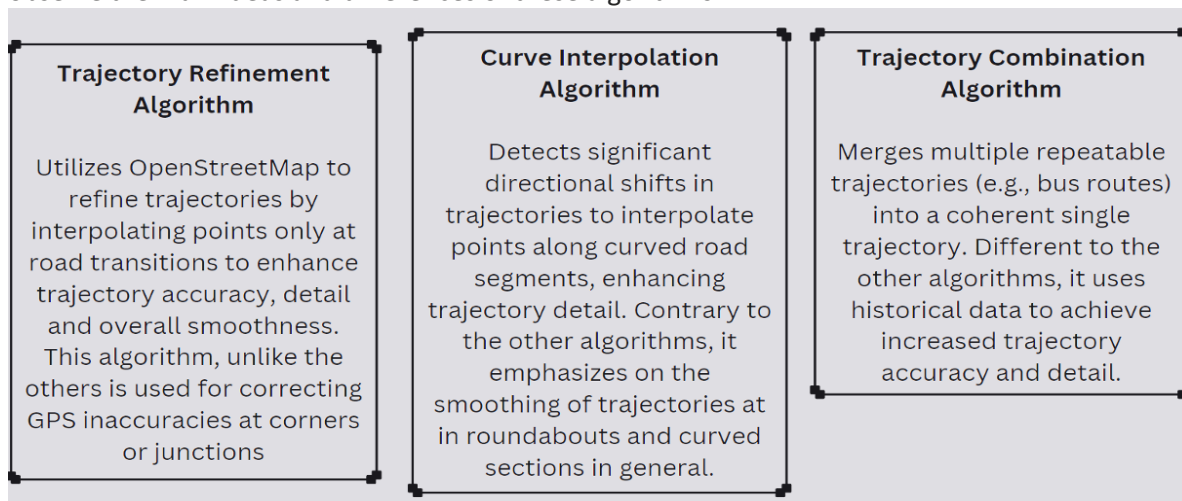 Trajectory Refinement
Algorithm
Utilizes OpenStreetMap to
refine trajectories by
interpolating points only at
road transitions to enhance
trajectory accuracy, detail
and overall smoothness.
This algorithm, unlike the
others is used for correcting
GPS inaccuracies at corners
or junctions
Curve Interpolation
Algorithm
Detects significant
directional shifts in
trajectories to interpolate
points along curved road
segments, enhancing
trajectory detail. Contrary to
the other algorithms, it
emphasizes on the
smoothing of trajectories at
in roundabouts and curved
sections in general.
Trajectory Combination
Algorithm
Merges multiple repeatable
trajectories (e.g., bus routes)
into a coherent single
trajectory. Different to the
other algorithms, it uses
historical data to achieve
increased trajectory
accuracy and detail.